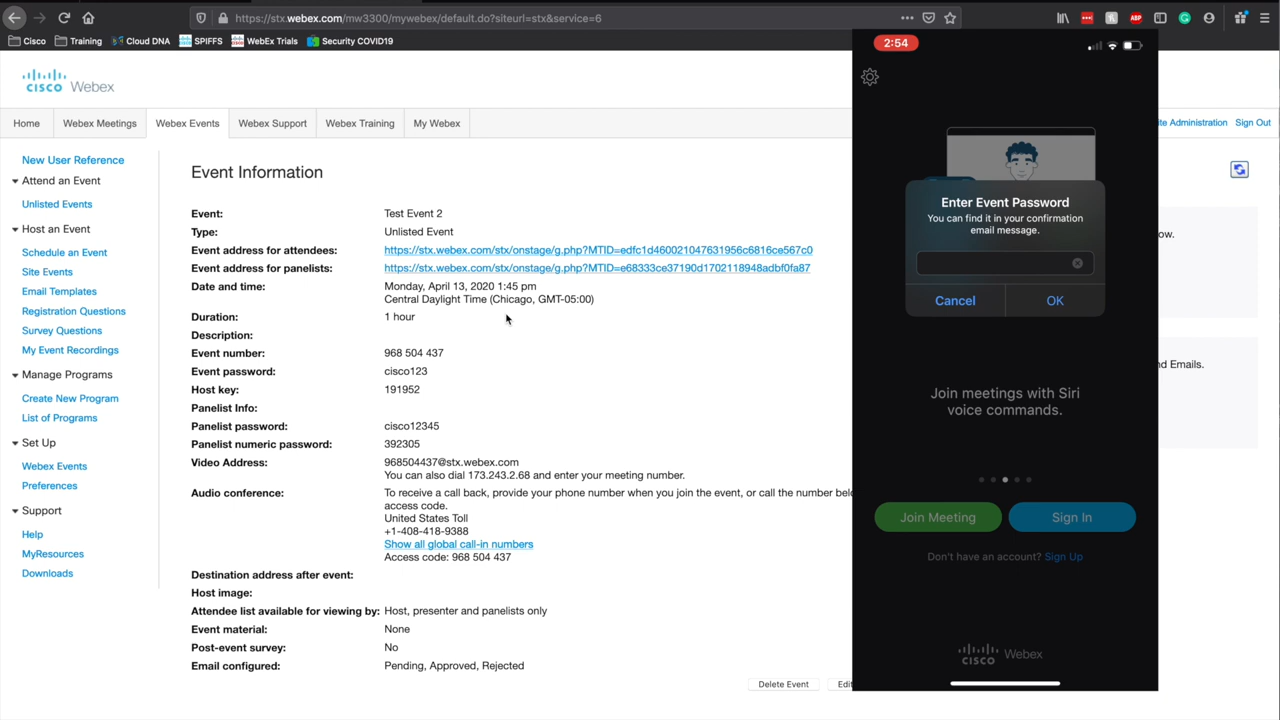 https://stx.webex.com/mw3300/mywebex/default.do?siteurl=stx&service=6
Cisco Training Cloud DNA SPIFFS WebEx Trials Security COVID19
ABP
cisco Webex
Home Webex Meetings Webex Events Webex Support Webex Training My Webex
ite Administration Sign Out
New User Reference
Attend an Event
Unlisted Events
Host an Event
Schedule an Event
Site Events
Email Templates
Registration Questions
Survey Questions
My Event Recordings
Manage Programs
Create New Program
List of Programs
Set Up
Webex Events
Preferences
Support
Help
MyResources
Downloads
Event Information
Event: Test Event 2
Type: Unlisted Event
Event address for attendees: https://stx.webex.com/stx/onstage/g.php?MTID=edfc1d460021047631956c6816ce567c0
Event address for panelists: https://stx.webex.com/stx/onstage/g.php?MTID=e68333ce37190d1702118948adbf0fa87
Date and time: Monday, April 13, 2020 1:45 pm
Central Daylight Time (Chicago, GMT-05:00)
Duration: 1 hour
Description:
Event number: 968 504 437
Event password: cisco123
Host key: 191952
Panelist Info:
Panelist password: cisco12345
Panelist numeric password: 392305
Video Address: 968504437@stx.webex.com
You can also dial 173.243.2.68 and enter your meeting number.
Audio conference: To receive a call back, provide your phone number when you join the event, or call the number belo
access code.
United States Toll
+1-408-418-9388
Show all global call-in numbers
Access code: 968 504 437
Destination address after event:
Host image:
Attendee list available for viewing by: Host, presenter and panelists only
Event material: None
Post-event survey: No
Email configured: Pending, Approved, Rejected
Delete Event Edi
2:54
Enter Event Password
You can find it in your confirmation
email message.
Cancel OK
Join meetings with Siri
voice commands.
Join Meeting Sign In
Don't have an account? Sign Up
cisco Webex
ow.
nd Emails.